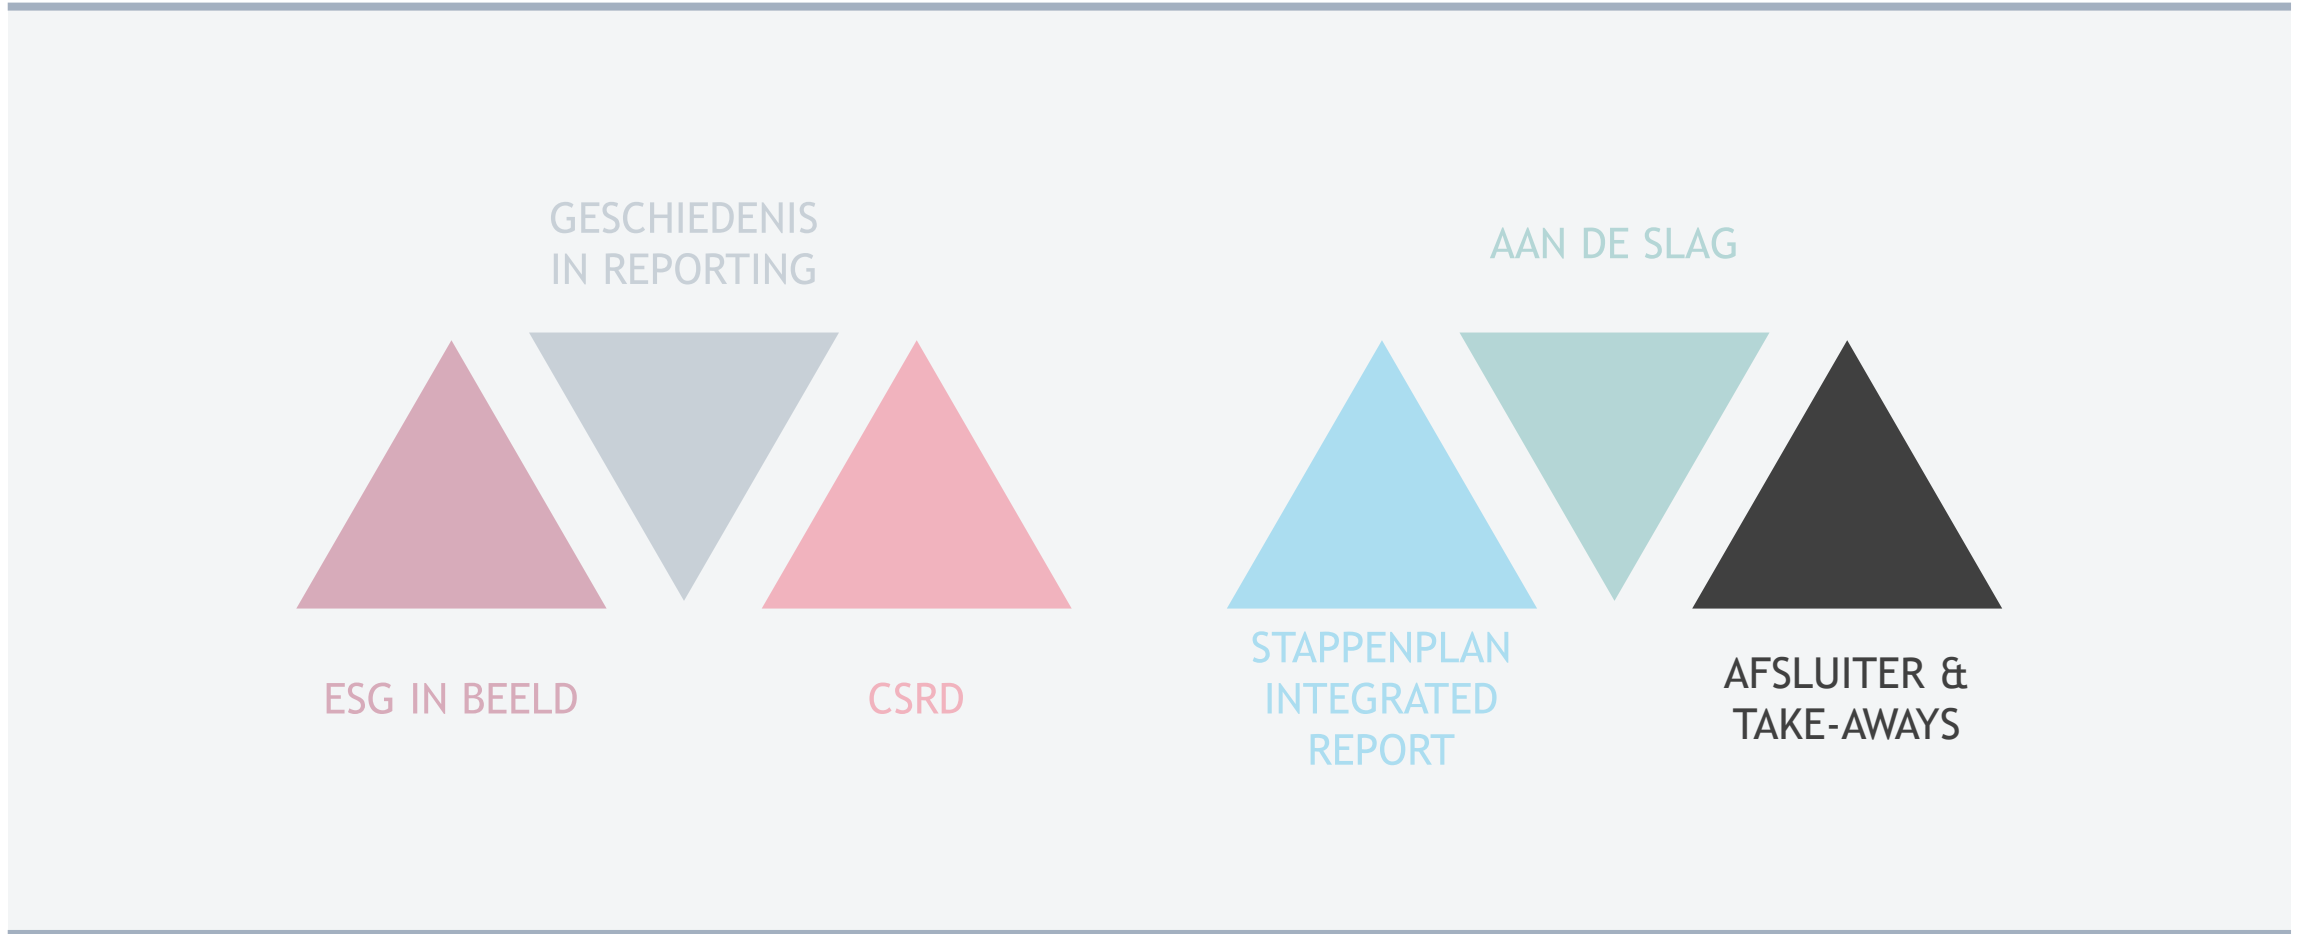 GESCHIEDENIS
IN REPORTING
AAN DE SLAG
ESG IN BEELD
CSRD
STAPPENPLAN
INTEGRATED
REPORT
AFSLUITER &
TAKE-AWAYS